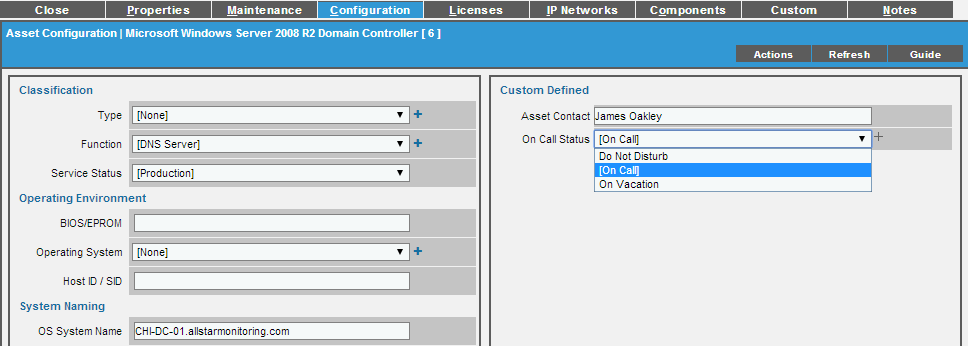 Close Properties Maintenance Configuration Licenses IP Networks Components Custom Notes
Asset Configuration | Microsoft Windows Server 2008 R2 Domain Controller [ 6 ]
Actions Refresh Guide
Classification
Type [None]
Function [DNS Server]
Service Status [Production]
Operating Environment
BIOS/EPROM
Operating System [None]
Host ID / SID
System Naming
OS System Name CHI-DC-01.allstarmonitoring.com
Custom Defined
Asset Contact James Oakley
On Call Status [On Call]
Do Not Disturb
[On Call]
On Vacation